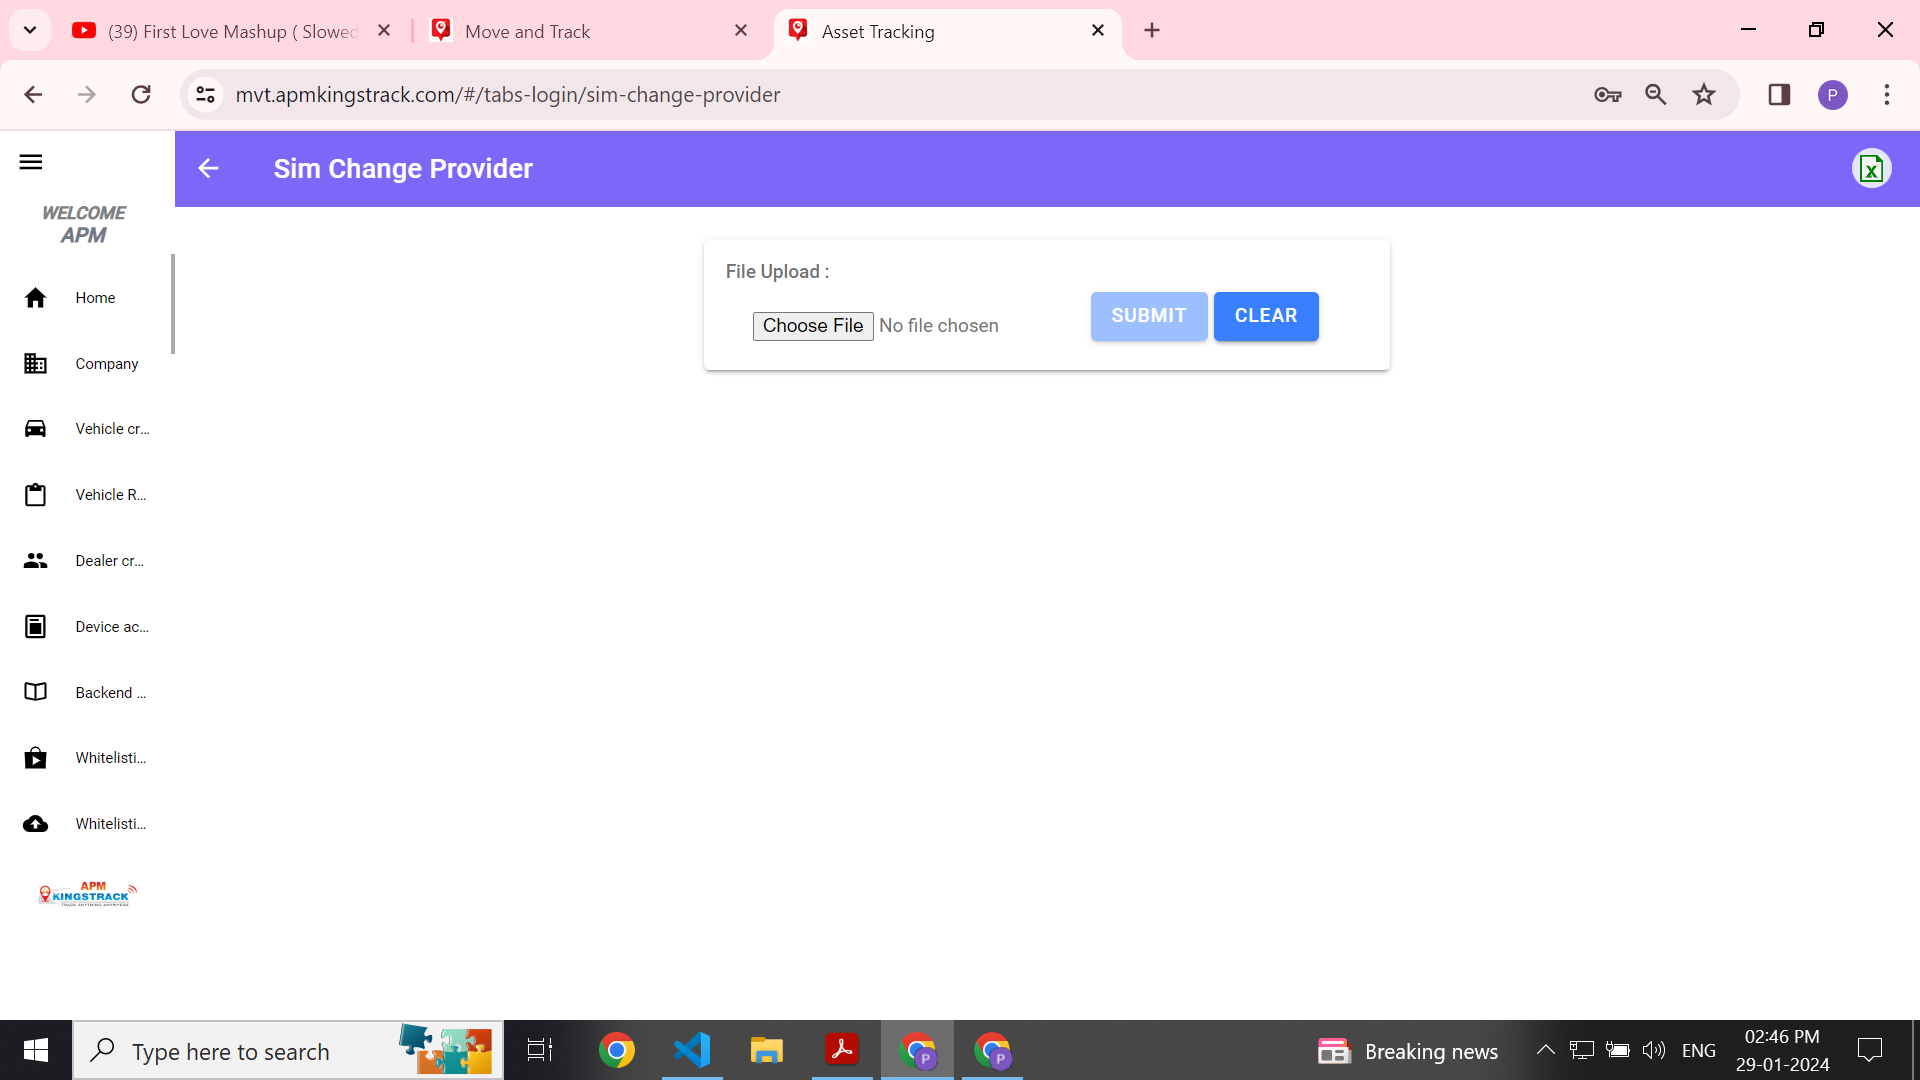 (39) First Love Mashup ( Slowed
Move and Track
Asset Tracking
mvt.apmkingstrack.com/#/tabs-login/sim-change-provider
P
Sim Change Provider
WELCOME
APM
Home
Company
Vehicle cr...
Vehicle R...
Dealer cr...
Device ac...
Backend ...
Whitelisti...
Whitelisti...
APM
KINGSTRACK
TRACK ANYTHING ANYWHERE
File Upload :
Choose File No file chosen
SUBMIT
CLEAR
Type here to search
P
P
Breaking news
ENG
02:46 PM
29-01-2024